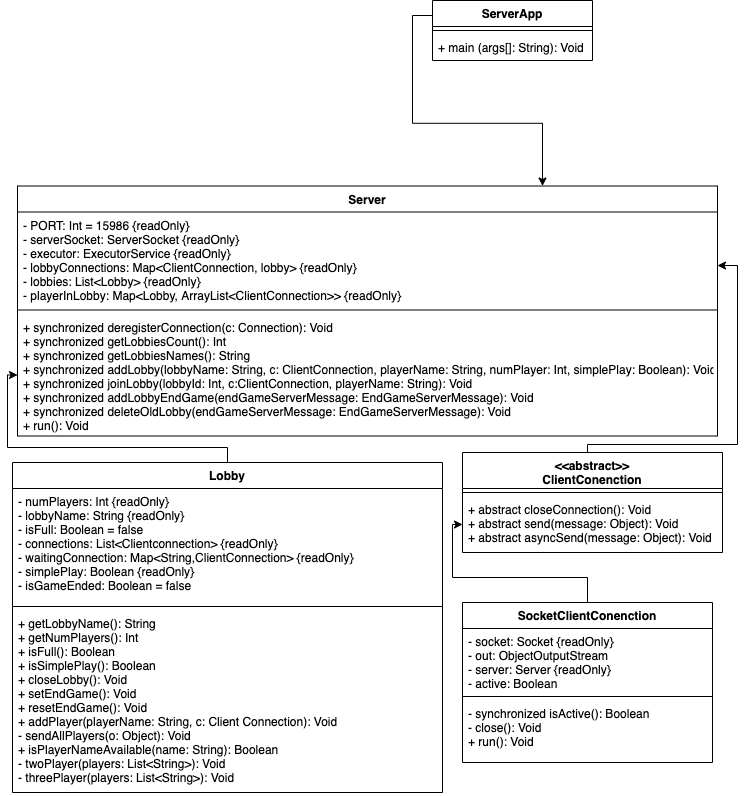 ServerApp
+ main (args[]: String): Void
Server
- PORT: Int = 15986 {readOnly}
- serverSocket: ServerSocket {readOnly}
- executor: ExecutorService {readOnly}
- lobbyConnections: Map<ClientConnection, lobby> {readOnly}
- lobbies: List<Lobby> {readOnly}
- playerInLobby: Map<Lobby, ArrayList<ClientConnection>> {readOnly}
+ synchronized deregisterConnection(c: Connection): Void
+ synchronized getLobbiesCount(): Int
+ synchronized getLobbiesNames(): String
+ synchronized addLobby(lobbyName: String, c: ClientConnection, playerName: String, numPlayer: Int, simplePlay: Boolean): Voic
+ synchronized joinLobby(lobbyId: Int, c:ClientConnection, playerName: String): Void
+ synchronized addLobbyEndGame(endGameServerMessage: EndGameServerMessage): Void
+ synchronized deleteOldLobby(endGameServerMessage: EndGameServerMessage): Void
+ run(): Void
Lobby
- numPlayers: Int {readOnly}
- lobbyName: String {readOnly}
- isFull: Boolean = false
- connections: List<Clientconnection> {readOnly}
- waitingConnection: Map<String,ClientConnection> {readOnly}
- simplePlay: Boolean {readOnly}
- isGameEnded: Boolean = false
+ getLobbyName(): String
+ getNumPlayers(): Int
+ isFull(): Boolean
+ isSimplePlay(): Boolean
+ closeLobby(): Void
+ setEndGame(): Void
+ resetEndGame(): Void
+ addPlayer(playerName: String, c: Client Connection): Void
- sendAllPlayers(o: Object): Void
+ isPlayerNameAvailable(name: String): Boolean
- twoPlayer(players: List<String>): Void
- threePlayer(players: List<String>): Void
<<abstract>>
ClientConenction
+ abstract closeConnection(): Void
+ abstract send(message: Object): Void
+ abstract asyncSend(message: Object): Void
SocketClientConenction
- socket: Socket {readOnly}
- out: ObjectOutputStream
- server: Server {readOnly}
- active: Boolean
- synchronized isActive(): Boolean
- close(): Void
+ run(): Void